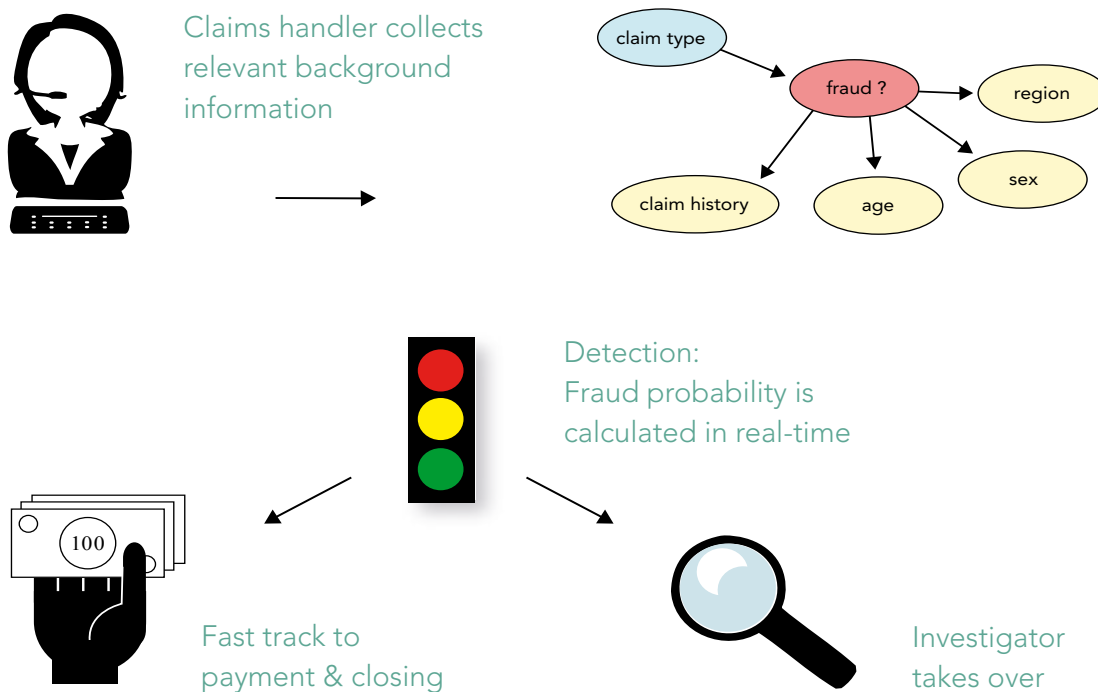 Claims handler collects
relevant background
information
claim type
fraud ?
region
sex
claim history
age
Detection:
Fraud probability is
calculated in real-time
100
Fast track to
payment & closing
Investigator
takes over